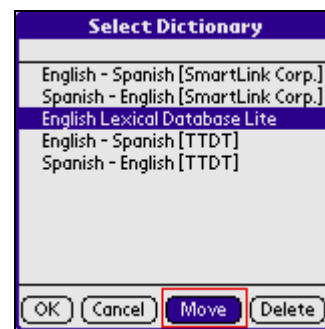 Select Dictionary
English - Spanish [SmartLink Corp.]
Spanish - English [SmartLink Corp.]
English Lexical Database Lite
English - Spanish [TTDT]
Spanish - English [TTDT]
OK Cancel Move Delete